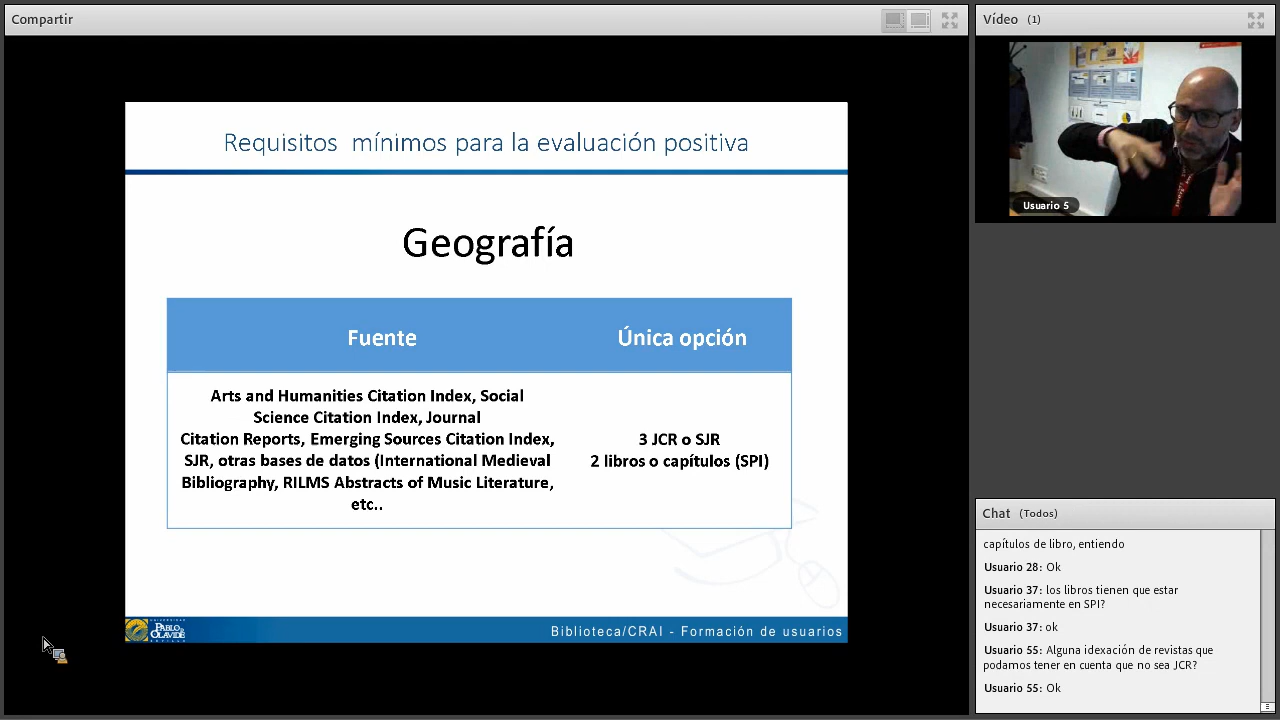 Compartir
Requisitos mínimos para la evaluación positiva
Geografía
Fuente
Única opción
Arts and Humanities Citation Index, Social
Science Citation Index, Journal
Citation Reports, Emerging Sources Citation Index,
SJR, otras bases de datos (International Medieval
Bibliography, RILMS Abstracts of Music Literature,
etc..
3 JCR o SJR
2 libros o capítulos (SPI)
UNIVERSIDAD
PABLO DE
OLAVIDE
SEVILLA
Biblioteca/CRAI - Formación de usuarios
Vídeo (1)
Usuario 5
Chat (Todos)
capítulos de libro, entiendo
Usuario 28: Ok
Usuario 37: los libros tienen que estar
necesariamente en SPI?
Usuario 37: ok
Usuario 55: Alguna idexación de revistas que
podamos tener en cuenta que no sea JCR?
Usuario 55: Ok